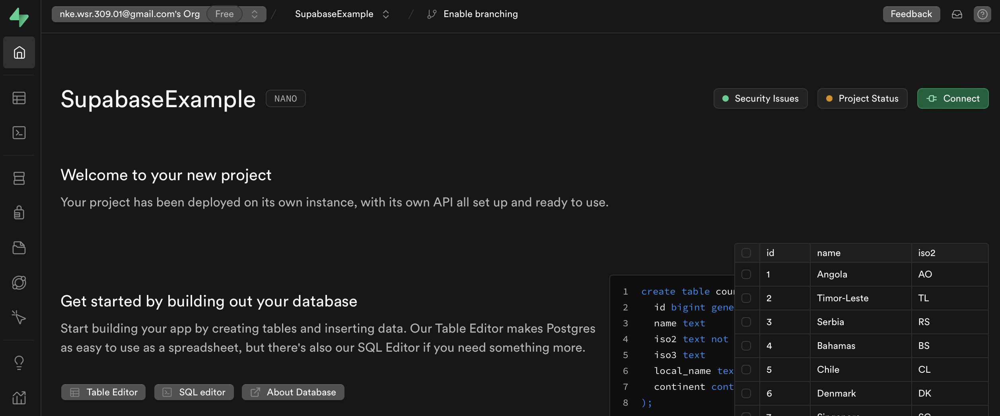 nke.wsr.309.01@gmail.com's Org Free / SupabaseExample / Enable branching Feedback
SupabaseExample NANO Security Issues Project Status Connect
Welcome to your new project
Your project has been deployed on its own instance, with its own API all set up and ready to use.
Get started by building out your database
Start building your app by creating tables and inserting data. Our Table Editor makes Postgres
as easy to use as a spreadsheet, but there's also our SQL Editor if you need something more.
Table Editor SQL editor About Database
1 create table cou
2 id bigint gene
3 name text
4 iso2 text not
5 iso3 text
6 local_name tex
7 continent cont
8 );
id name iso2
1 Angola AO
2 Timor-Leste TL
3 Serbia RS
4 Bahamas BS
5 Chile CL
6 Denmark DK